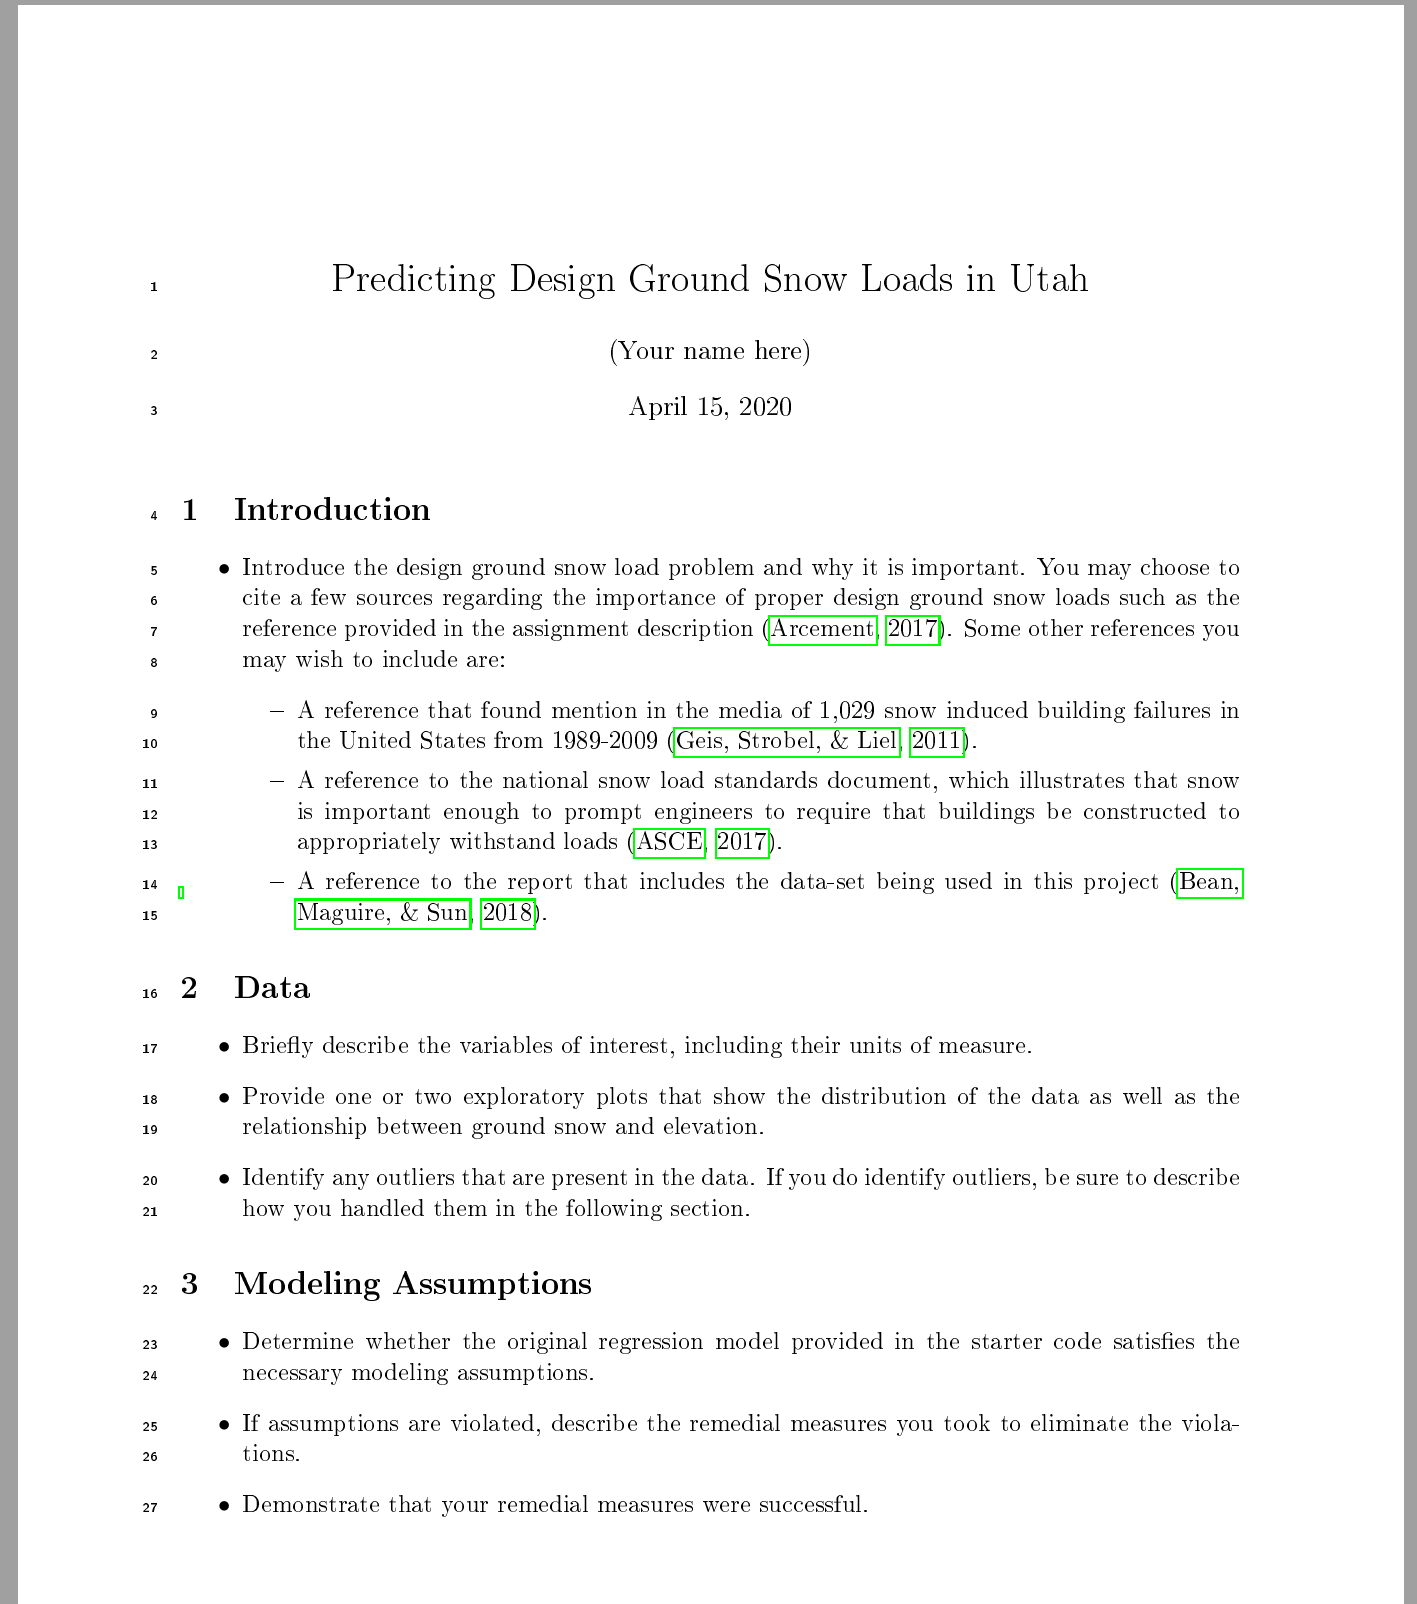 1 Predicting Design Ground Snow Loads in Utah
2 (Your name here)
3 April 15, 2020
4 1 Introduction
5 • Introduce the design ground snow load problem and why it is important. You may choose to
6 cite a few sources regarding the importance of proper design ground snow loads such as the
7 reference provided in the assignment description (Arcement, 2017). Some other references you
8 may wish to include are:
9 – A reference that found mention in the media of 1,029 snow induced building failures in
10 the United States from 1989-2009 (Geis, Strobel, & Liel, 2011).
11 – A reference to the national snow load standards document, which illustrates that snow
12 is important enough to prompt engineers to require that buildings be constructed to
13 appropriately withstand loads (ASCE, 2017).
14 – A reference to the report that includes the data-set being used in this project (Bean,
15 Maguire, & Sun, 2018).
16 2 Data
17 • Briefly describe the variables of interest, including their units of measure.
18 • Provide one or two exploratory plots that show the distribution of the data as well as the
19 relationship between ground snow and elevation.
20 • Identify any outliers that are present in the data. If you do identify outliers, be sure to describe
21 how you handled them in the following section.
22 3 Modeling Assumptions
23 • Determine whether the original regression model provided in the starter code satisfies the
24 necessary modeling assumptions.
25 • If assumptions are violated, describe the remedial measures you took to eliminate the viola-
26 tions.
27 • Demonstrate that your remedial measures were successful.